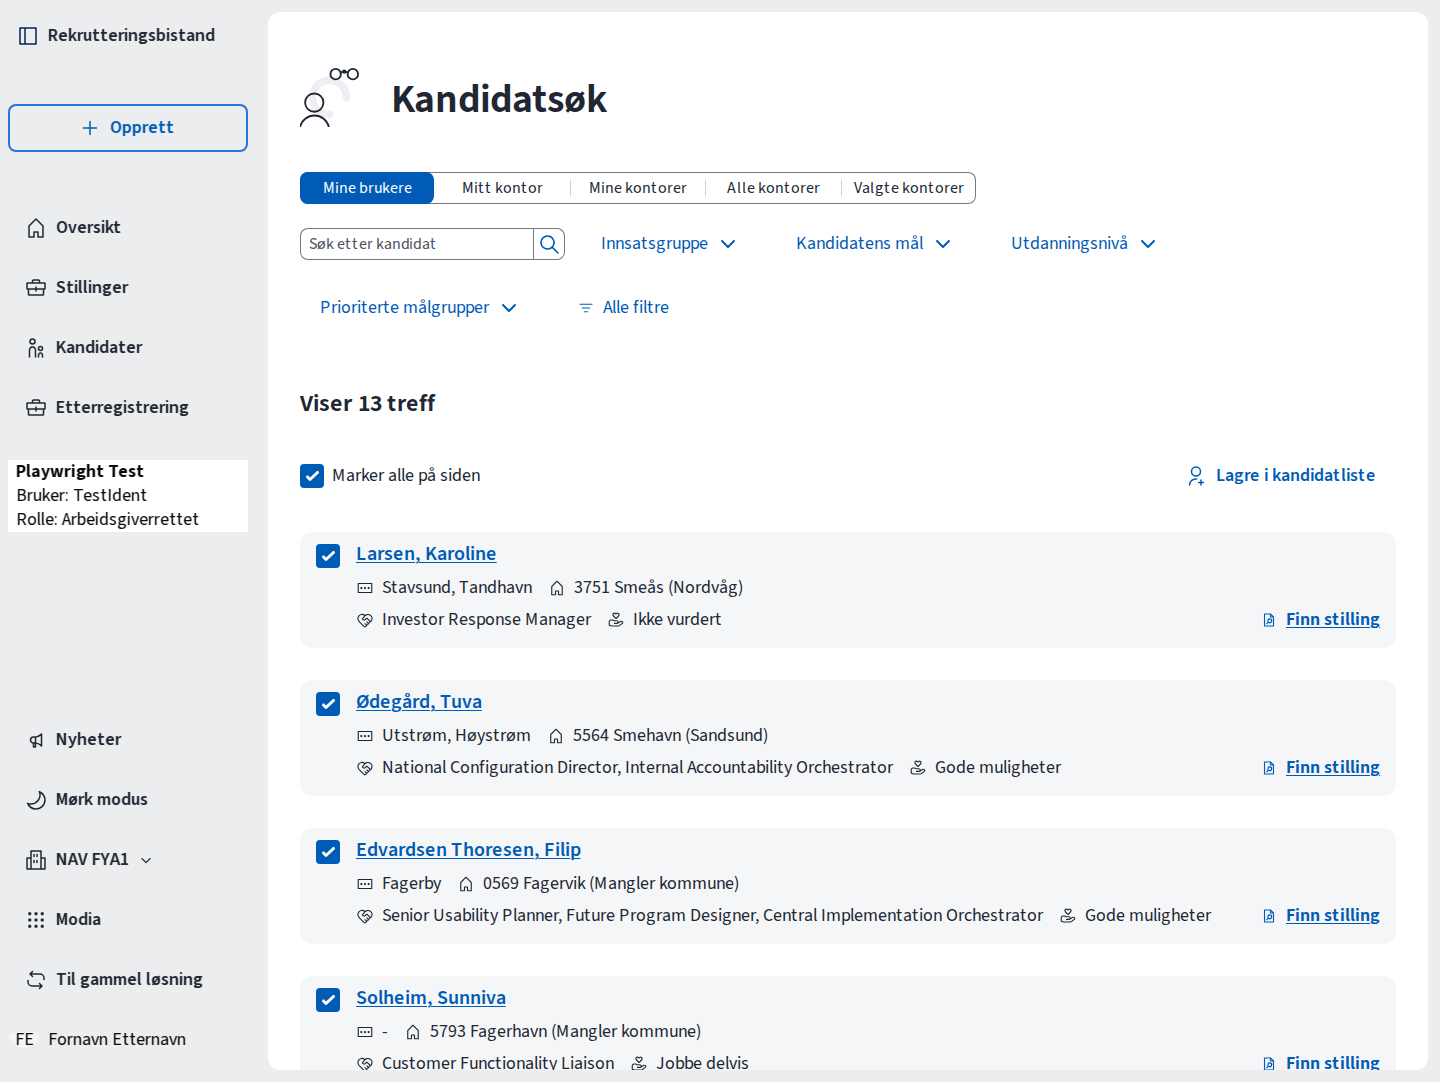 Rekrutteringsbistand
Opprett
Oversikt
Stillinger
Kandidater
Etterregistrering
Playwright Test
Bruker: TestIdent
Rolle: Arbeidsgiverrettet
Nyheter
Mørk modus
NAV FYA1
Modia
Til gammel løsning
FE Fornavn Etternavn
Kandidatsøk
Mine brukere Mitt kontor Mine kontorer Alle kontorer Valgte kontorer
Søk etter kandidat Innsatsgruppe Kandidatens mål Utdanningsnivå
Prioriterte målgrupper Alle filtre
Viser 13 treff
Marker alle på siden Lagre i kandidatliste
Larsen, Karoline
Stavsund, Tandhavn 3751 Smeås (Nordvåg)
Investor Response Manager Ikke vurdert Finn stilling
Ødegård, Tuva
Utstrøm, Høystrøm 5564 Smehavn (Sandsund)
National Configuration Director, Internal Accountability Orchestrator Gode muligheter Finn stilling
Edvardsen Thoresen, Filip
Fagerby 0569 Fagervik (Mangler kommune)
Senior Usability Planner, Future Program Designer, Central Implementation Orchestrator Gode muligheter Finn stilling
Solheim, Sunniva
- 5793 Fagerhavn (Mangler kommune)
Customer Functionality Liaison Jobbe delvis Finn stilling